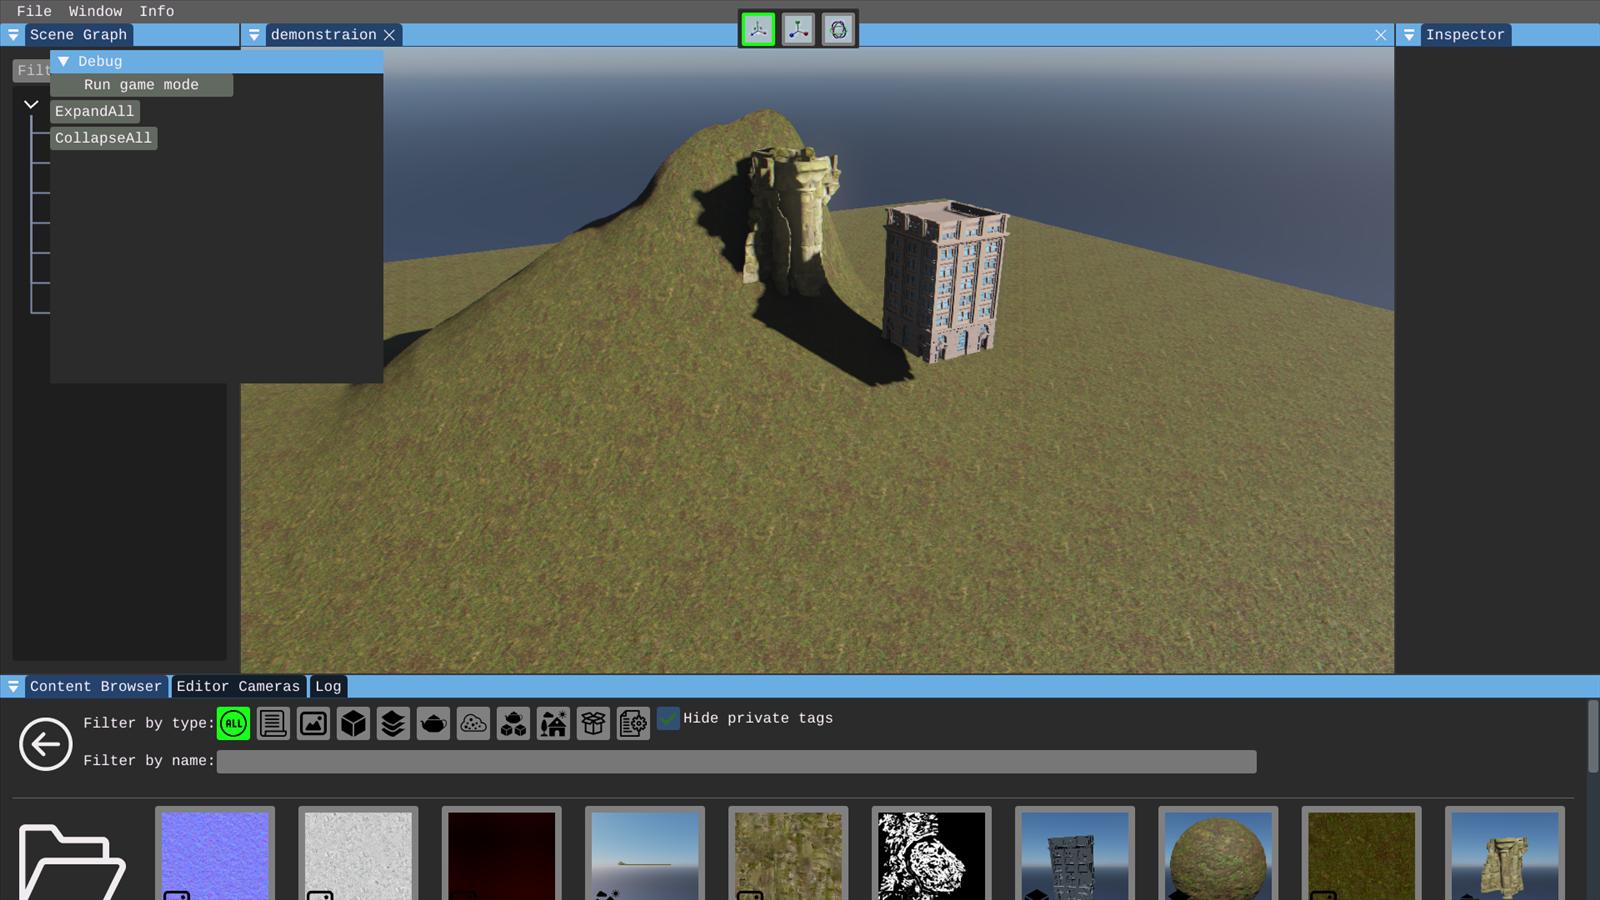 File Window Info
Scene Graph
demonstraion
Inspector
Filt
Debug
Run game mode
ExpandAll
CollapseAll
Content Browser
Editor Cameras
Log
Filter by type:
ALL
Hide private tags
Filter by name: